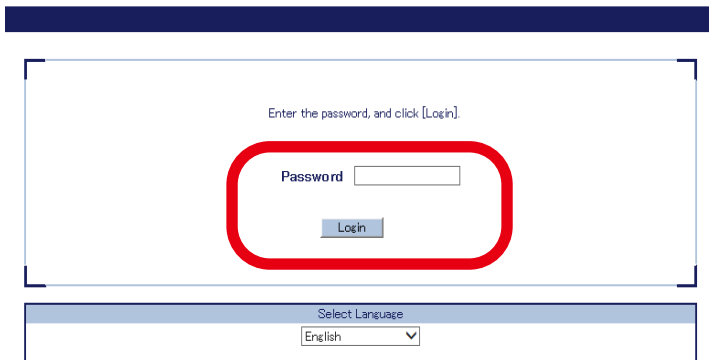 Enter the password, and click [Login].
Password
Login
Select Language
English